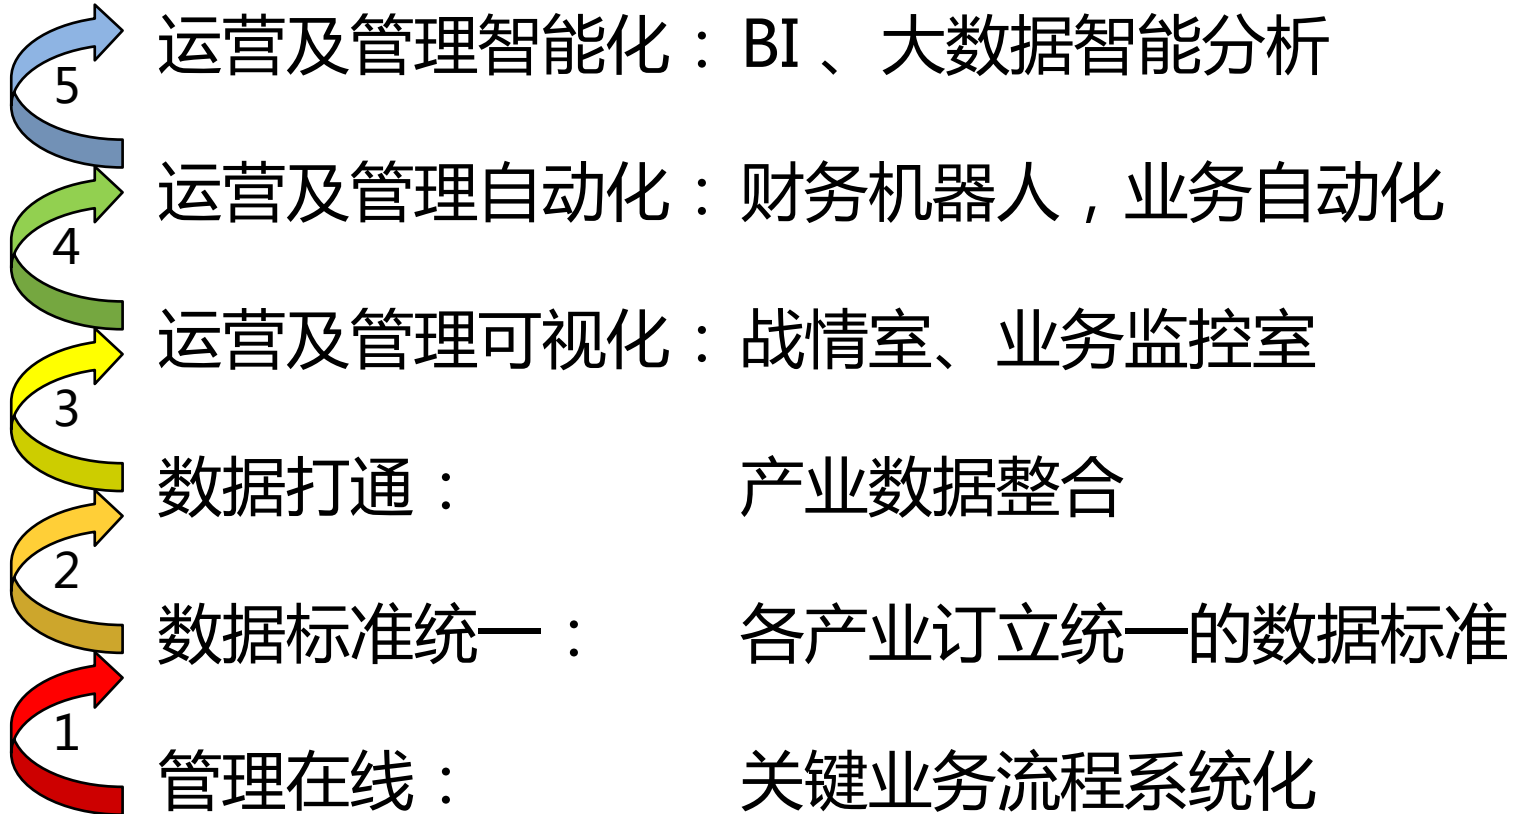 5
运营及管理智能化：BI、大数据智能分析
4
运营及管理自动化：财务机器人，业务自动化
3
运营及管理可视化：战情室、业务监控室
2
数据打通： 产业数据整合
1
数据标准统一： 各产业订立统一的数据标准
管理在线： 关键业务流程系统化